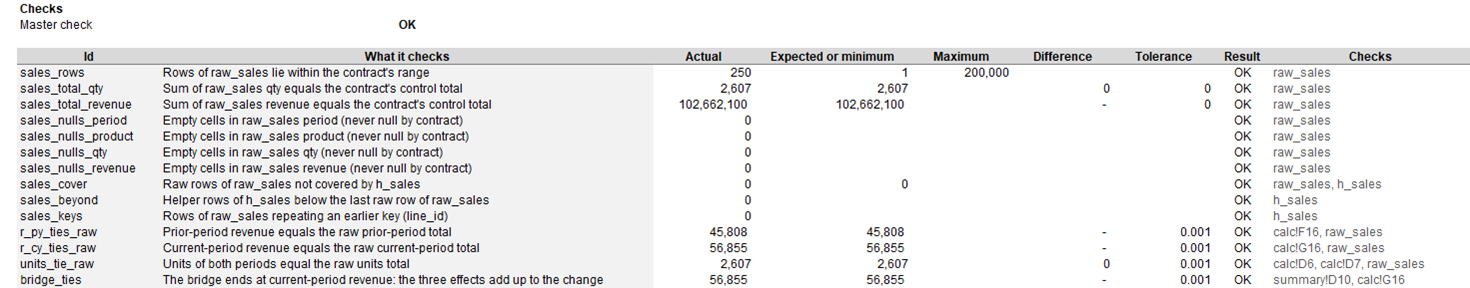 Checks
Master check OK
Id What it checks Actual Expected or minimum Maximum Difference Tolerance Result Checks
sales_rows Rows of raw_sales lie within the contract's range 250 1 200,000 OK raw_sales
sales_total_qty Sum of raw_sales qty equals the contract's control total 2,607 2,607 0 0 OK raw_sales
sales_total_revenue Sum of raw_sales revenue equals the contract's control total 102,662,100 102,662,100 - 0 OK raw_sales
sales_nulls_period Empty cells in raw_sales period (never null by contract) 0 OK raw_sales
sales_nulls_product Empty cells in raw_sales product (never null by contract) 0 OK raw_sales
sales_nulls_qty Empty cells in raw_sales qty (never null by contract) 0 OK raw_sales
sales_nulls_revenue Empty cells in raw_sales revenue (never null by contract) 0 OK raw_sales
sales_cover Raw rows of raw_sales not covered by h_sales 0 0 OK raw_sales, h_sales
sales_beyond Helper rows of h_sales below the last raw row of raw_sales 0 OK h_sales
sales_keys Rows of raw_sales repeating an earlier key (line_id) 0 OK h_sales
r_py_ties_raw Prior-period revenue equals the raw prior-period total 45,808 45,808 - 0.001 OK calc!F16, raw_sales
r_cy_ties_raw Current-period revenue equals the raw current-period total 56,855 56,855 - 0.001 OK calc!G16, raw_sales
units_tie_raw Units of both periods equal the raw units total 2,607 2,607 0 0.001 OK calc!D6, calc!D7, raw_sales
bridge_ties The bridge ends at current-period revenue: the three effects add up to the change 56,855 56,855 - 0.001 OK summary!D10, calc!G16